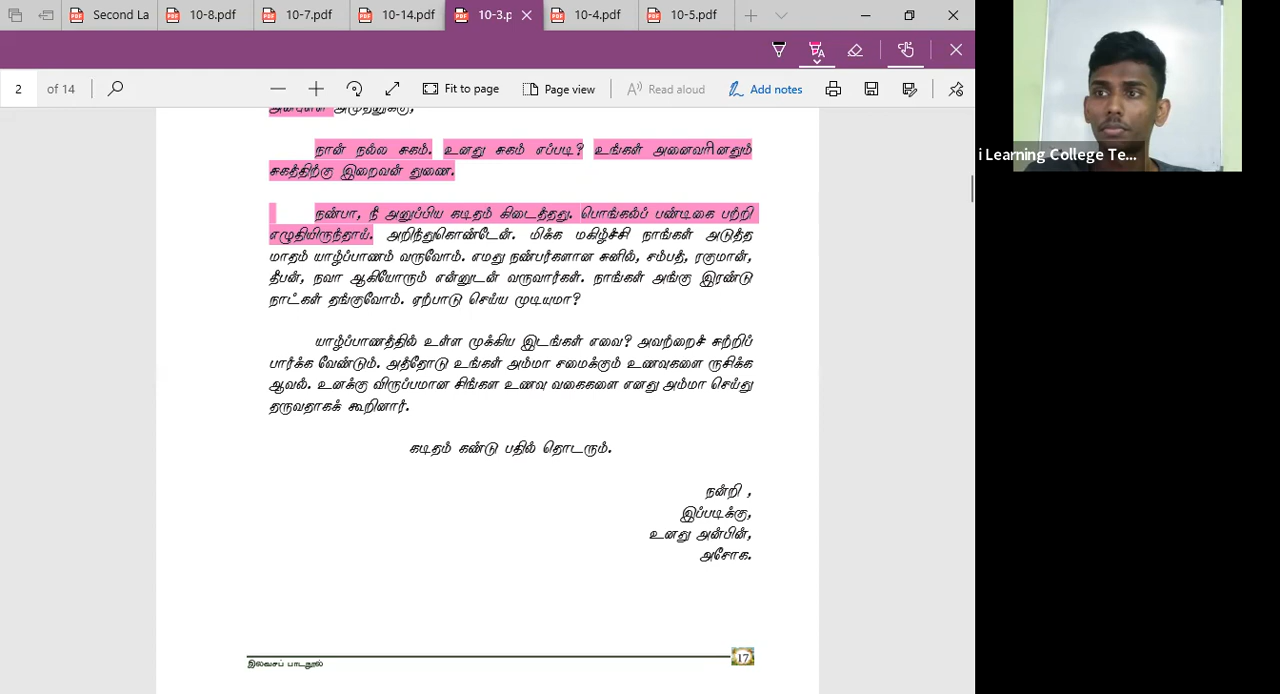 Second La
10-8.pdf
10-7.pdf
10-14.pdf
10-3.p
10-4.pdf
10-5.pdf
2 of 14
Fit to page
Page view
Read aloud
Add notes
அன்புள்ள அமுதனுக்கு,
நான் நல்ல சுகம். உனது சுகம் எப்படி? உங்கள் அனைவரினதும்
சுகத்திற்கு இறைவன் துணை.
நண்பா, நீ அனுப்பிய கடிதம் கிடைத்தது. பொங்கல்ப் பண்டிகை பற்றி
எழுதியிருந்தாய். அறிந்துகொண்டேன். மிக்க மகிழ்ச்சி நாங்கள் அடுத்த
மாதம் யாழ்ப்பாணம் வருவோம். எமது நண்பர்களான சுனில், சம்பத், ரகுமான்,
தீபன், நவா ஆகியோரும் என்னுடன் வருவார்கள். நாங்கள் அங்கு இரண்டு
நாட்கள் தங்குவோம். ஏற்பாடு செய்ய முடியுமா?
யாழ்ப்பாணத்தில் உள்ள முக்கிய இடங்கள் எவை? அவற்றைச் சுற்றிப்
பார்க்க வேண்டும். அத்தோடு உங்கள் அம்மா சமைக்கும் உணவுகளை ருசிக்க
ஆவல். உனக்கு விருப்பமான சிங்கள உணவு வகைகளை எனது அம்மா செய்து
தருவதாகக் கூறினார்.
கடிதம் கண்டு பதில் தொடரும்.
நன்றி ,
இப்படிக்கு,
உனது அன்பின்,
அசோக.
இலவசப் பாடநூல்
17
i Learning College Te...